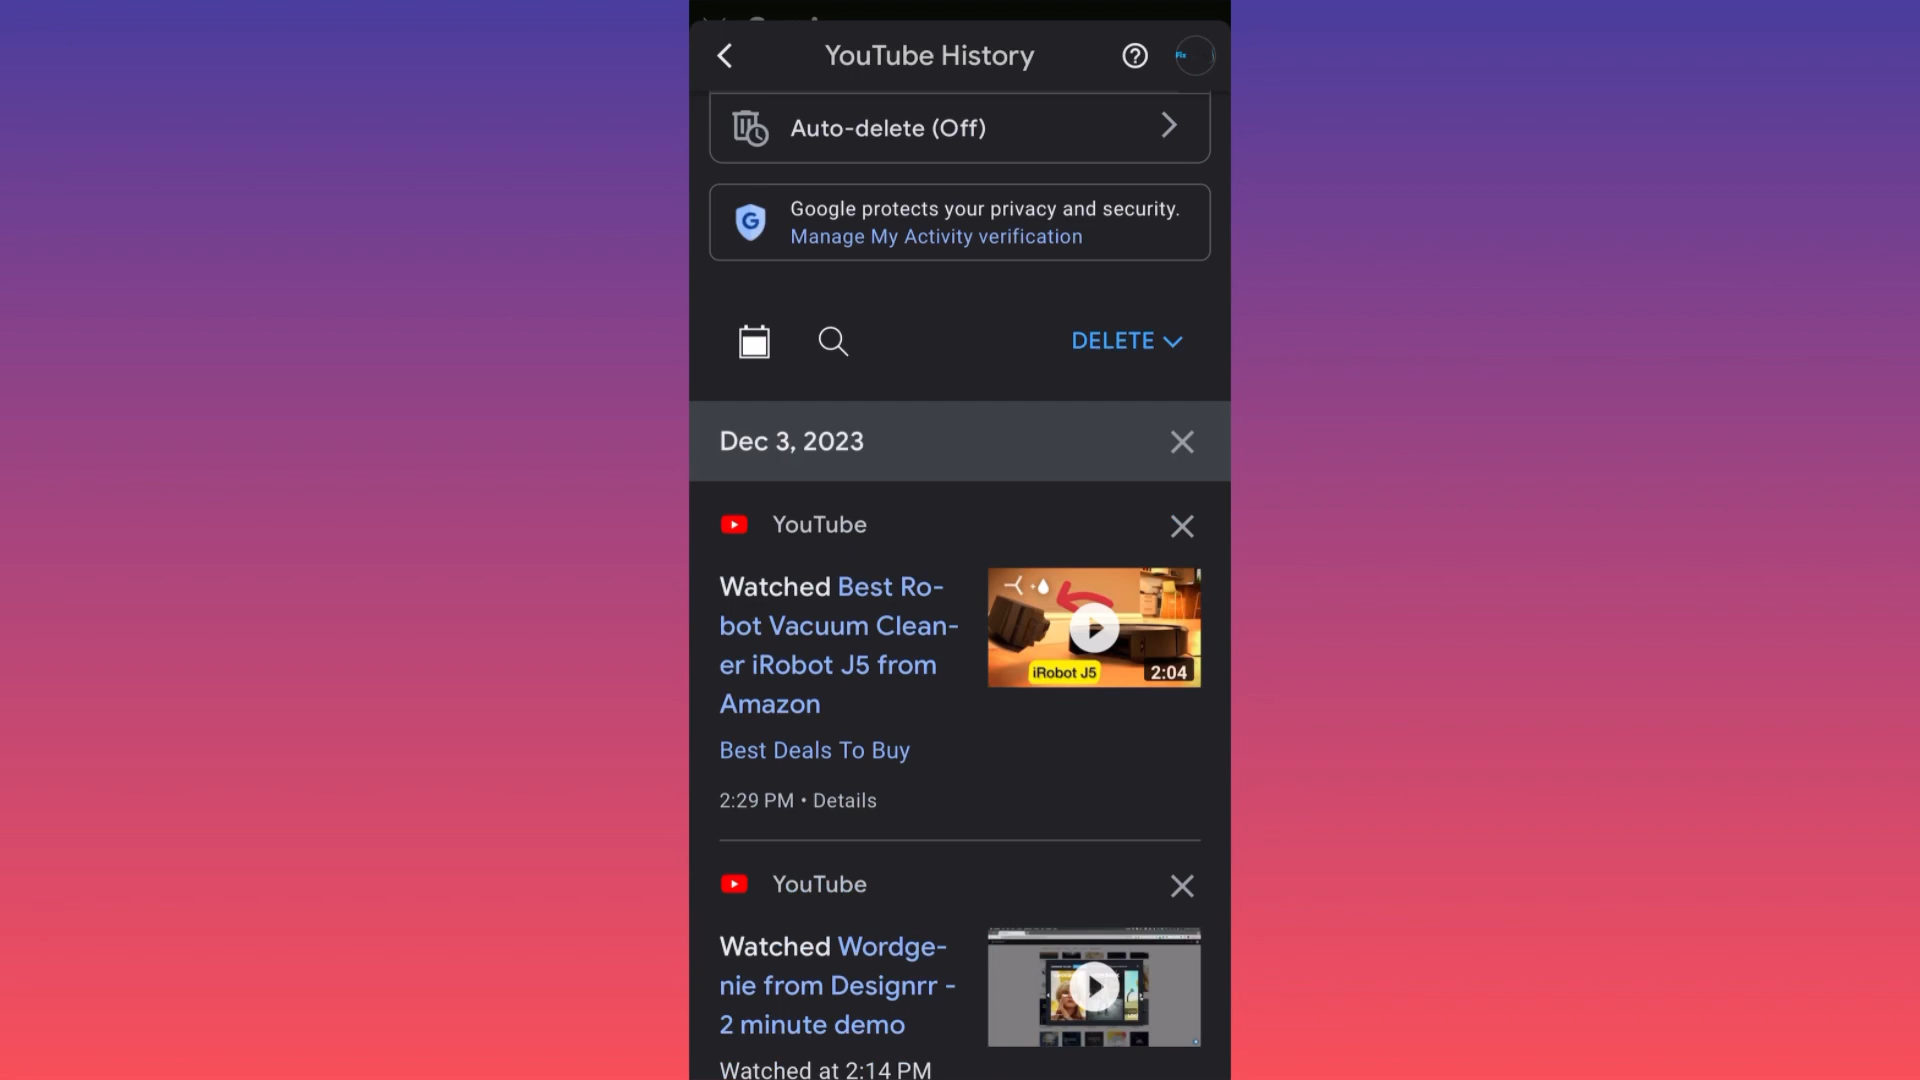 YouTube History
Fix
Auto-delete (Off)
Google protects your privacy and security.
Manage My Activity verification
DELETE
Dec 3, 2023
YouTube
Watched Best Ro-
bot Vacuum Clean-
er iRobot J5 from
Amazon
iRobot J5
2:04
Best Deals To Buy
2:29 PM • Details
YouTube
Watched Wordge-
nie from Designrr -
2 minute demo
Watched at 2:14 PM